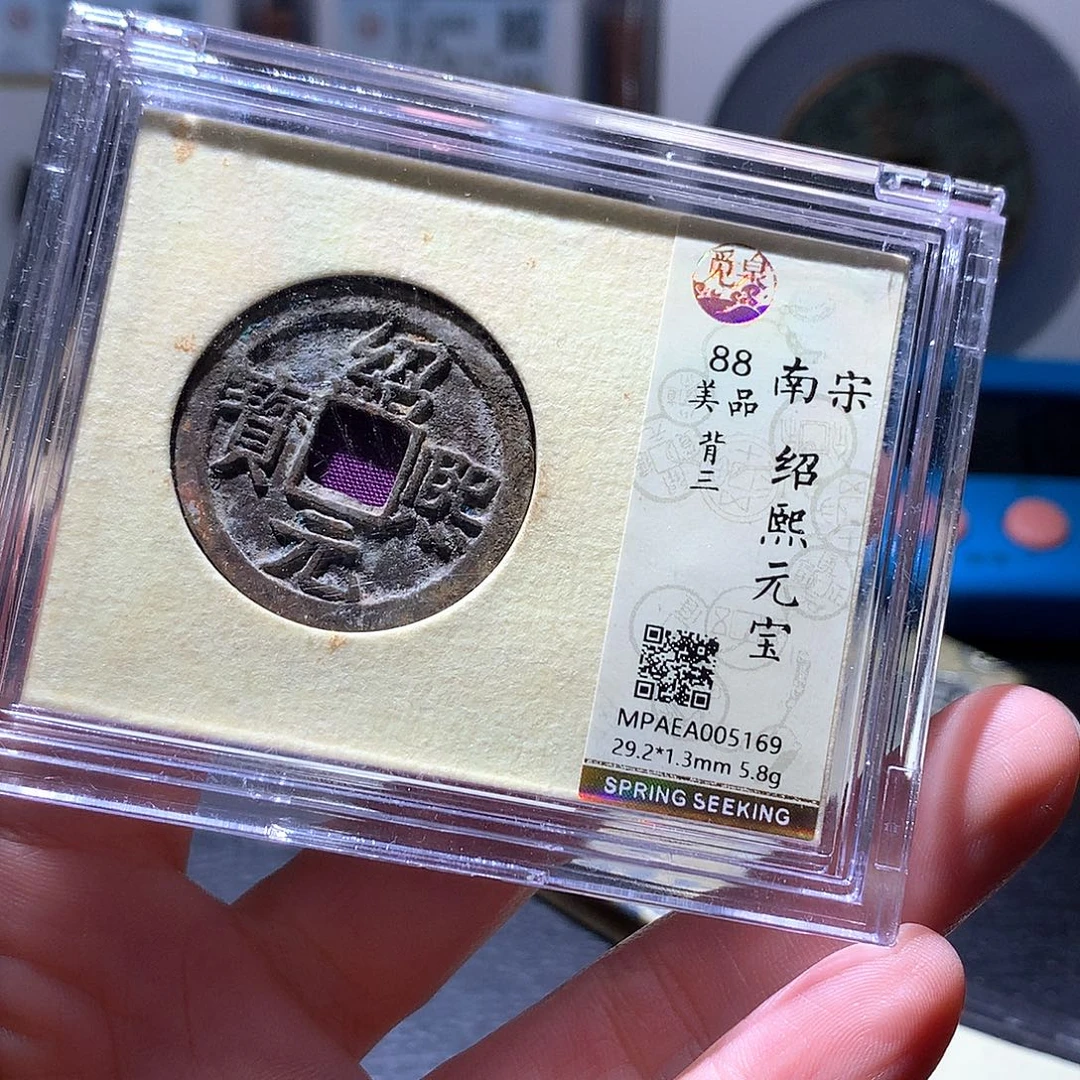 紹熙元寶
觅泉
南宋
绍熙元宝
88
美品
背三
MPAEA005169
29.2*1.3mm 5.8g
SPRING SEEKING